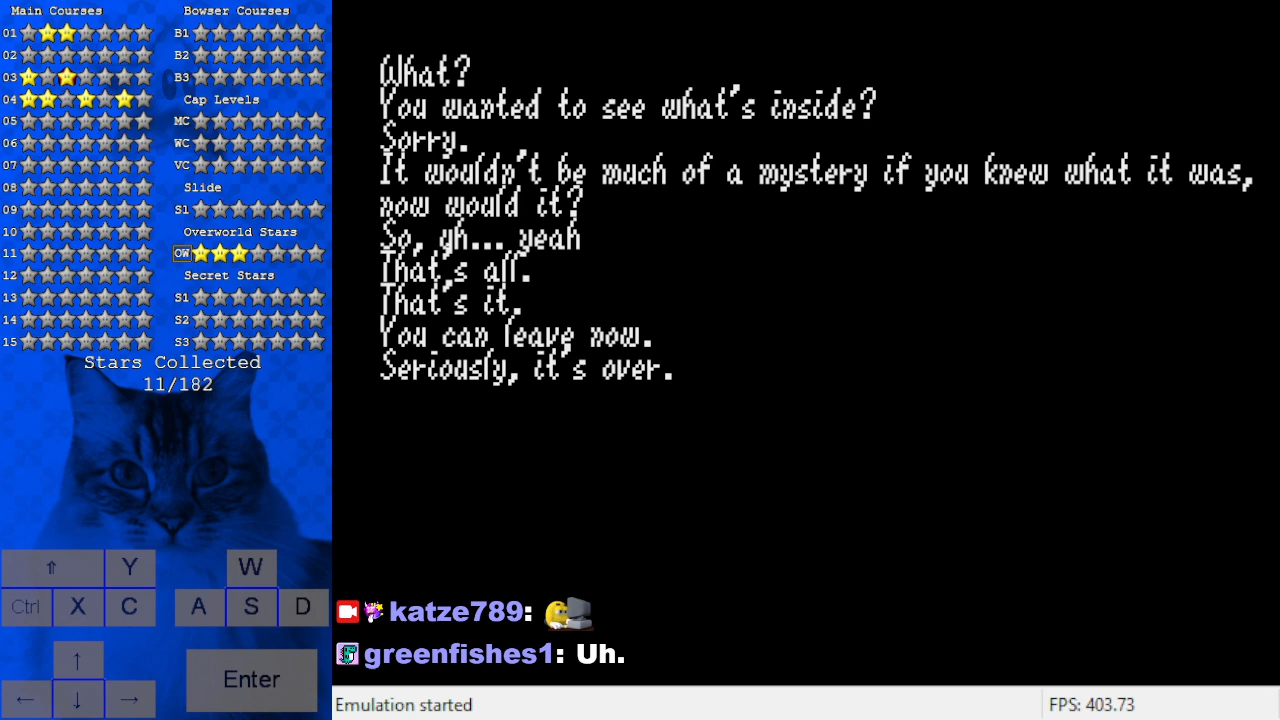 Main Courses
01
02
03
04
05
06
07
08
09
10
11
12
13
14
15
Bowser Courses
B1
B2
B3
Cap Levels
MC
WC
VC
Slide
S1
Overworld Stars
OW
Secret Stars
S1
S2
S3
Stars Collected
11/182
⇑ Y W
Ctrl X C A S D
↑
← ↓ → Enter
What?
You wanted to see what's inside?
Sorry.
It wouldn't be much of a mystery if you knew what it was,
now would it?
So, uh... yeah
That's all.
That's it.
You can leave now.
Seriously, it's over.
katze789:
greenfishes1: Uh.
Emulation started
FPS: 403.73